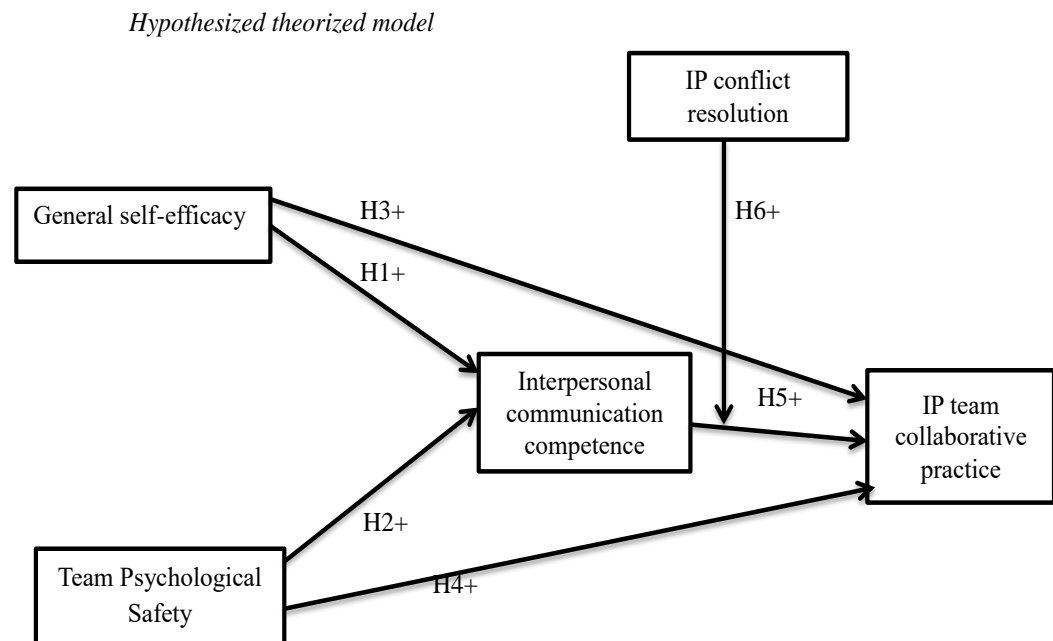 Hypothesized theorized model
IP conflict
resolution
General self-efficacy
H3+
H6+
H1+
Interpersonal
communication
competence
H5+
IP team
collaborative
practice
H2+
Team Psychological
Safety
H4+